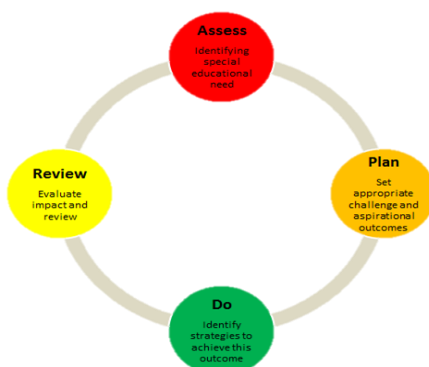 Assess
Identifying
special
educational
need
Plan
Set
appropriate
challenge and
aspirational
outcomes
Do
Identify
strategies to
achieve this
outcome
Review
Evaluate
impact and
review